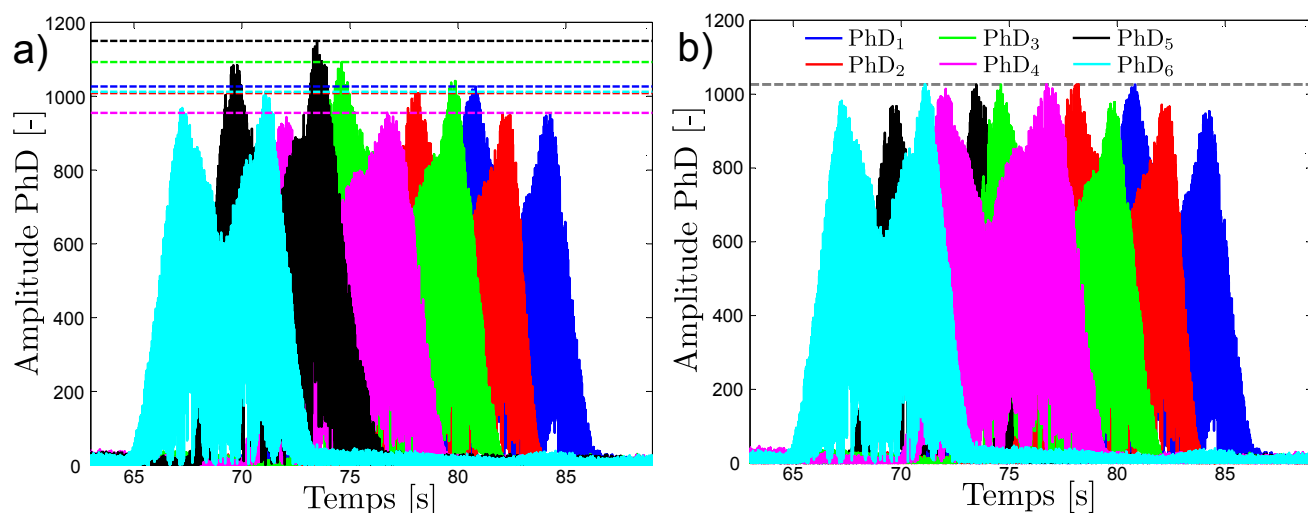 a)
Amplitude PhD [-]
1200
1000
800
600
400
200
0
65 70 75 80 85
Temps [s]
b)
Amplitude PhD [-]
1200
1000
800
600
400
200
0
PhD₁ PhD₃ PhD₅
PhD₂ PhD₄ PhD₆
65 70 75 80 85
Temps [s]